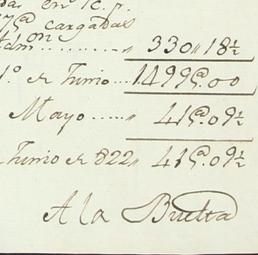 cargadas
330,, 18½
1º de Junio.... 149 @. 00
Mayo......,, 41 @. 09½
Junio de 822,, 41 @. 09½
A la Buelta